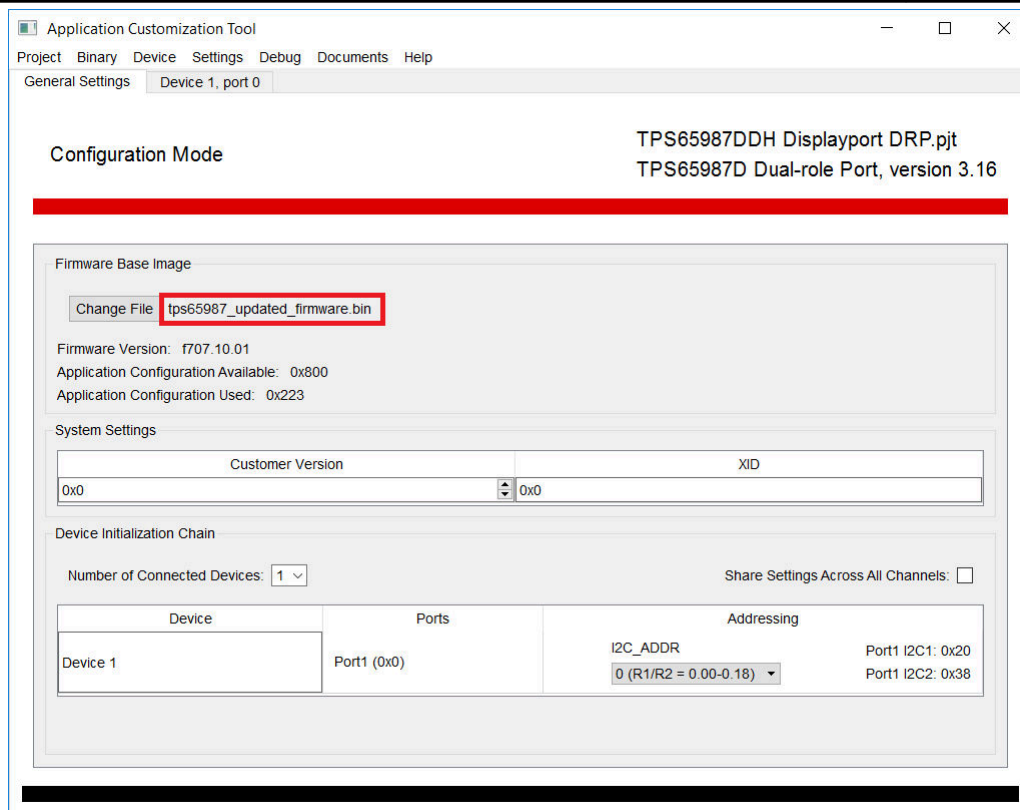 Application Customization Tool
Project Binary Device Settings Debug Documents Help
General Settings Device 1, port 0
Configuration Mode
TPS65987DDH Displayport DRP.pjt
TPS65987D Dual-role Port, version 3.16
Firmware Base Image
Change File tps65987_updated_firmware.bin
Firmware Version: f707.10.01
Application Configuration Available: 0x800
Application Configuration Used: 0x223
System Settings
Customer Version XID
0x0 0x0
Device Initialization Chain
Number of Connected Devices: 1 Share Settings Across All Channels:
Device Ports Addressing
Device 1 Port1 (0x0) I2C_ADDR Port1 I2C1: 0x20
0 (R1/R2 = 0.00-0.18) Port1 I2C2: 0x38